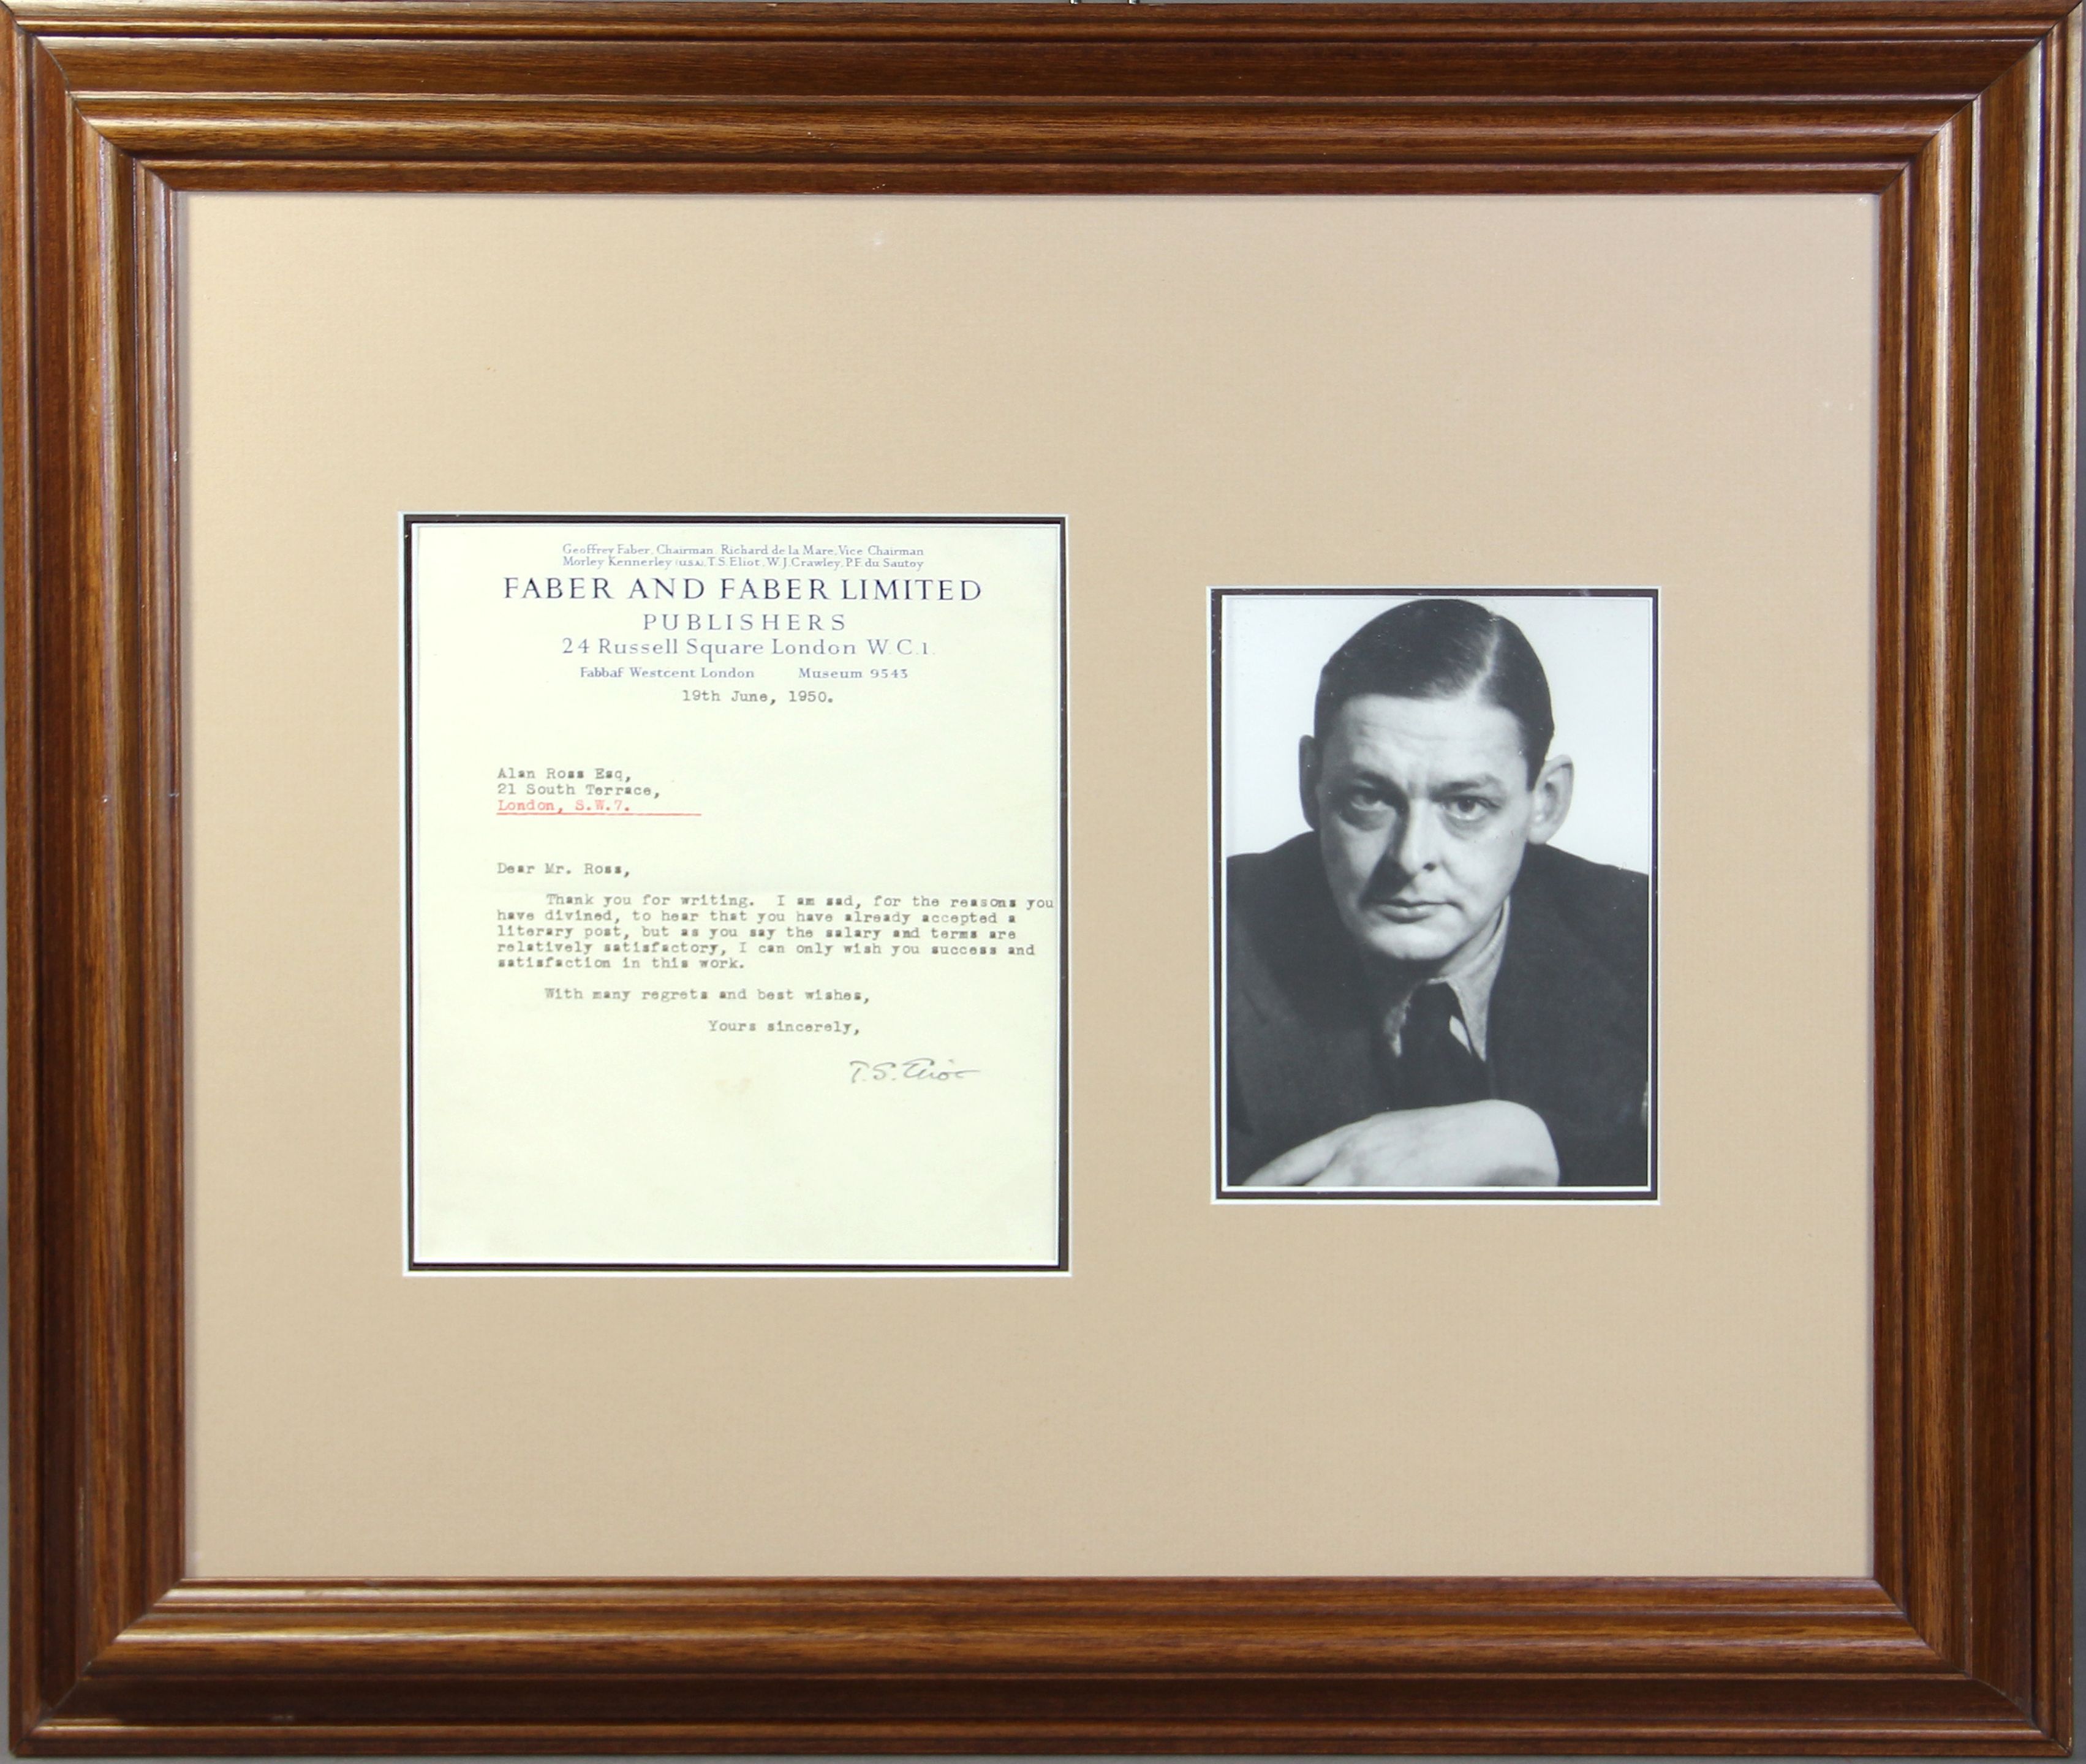 Geoffrey Faber, Chairman, Richard de la Mare, Vice Chairman
Morley Kennerley (U.S.A), T.S. Eliot, W.J. Crawley, P.F. du Sautoy
FABER AND FABER LIMITED
PUBLISHERS
24 Russell Square London W.C.1.
Fabbaf Westcent London Museum 9543
19th June, 1950.
Alan Ross Esq,
21 South Terrace,
London, S.W.7.
Dear Mr. Ross,
Thank you for writing. I am sad, for the reasons you
have divined, to hear that you have already accepted a
literary post, but as you say the salary and terms are
relatively satisfactory, I can only wish you success and
satisfaction in this work.
With many regrets and best wishes,
Yours sincerely,
T.S. Eliot